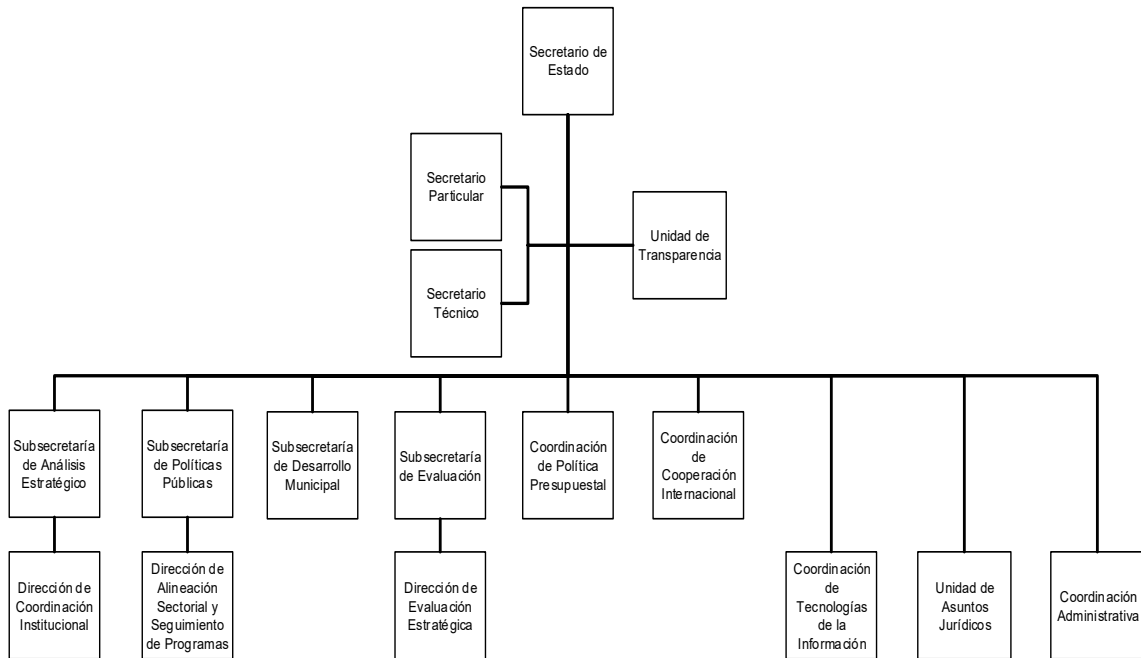 Secretario de
Estado
Secretario
Particular
Unidad de
Transparencia
Secretario
Técnico
Subsecretaría
de Análisis
Estratégico
Subsecretaría
de Políticas
Públicas
Subsecretaría
de Desarrollo
Municipal
Subsecretaría
de Evaluación
Coordinación
de Política
Presupuestal
Coordinación
de
Cooperación
Internacional
Dirección de
Coordinación
Institucional
Dirección de
Alineación
Sectorial y
Seguimiento
de Programas
Dirección de
Evaluación
Estratégica
Coordinación
de
Tecnologías
de la
Información
Unidad de
Asuntos
Jurídicos
Coordinación
Administrativa